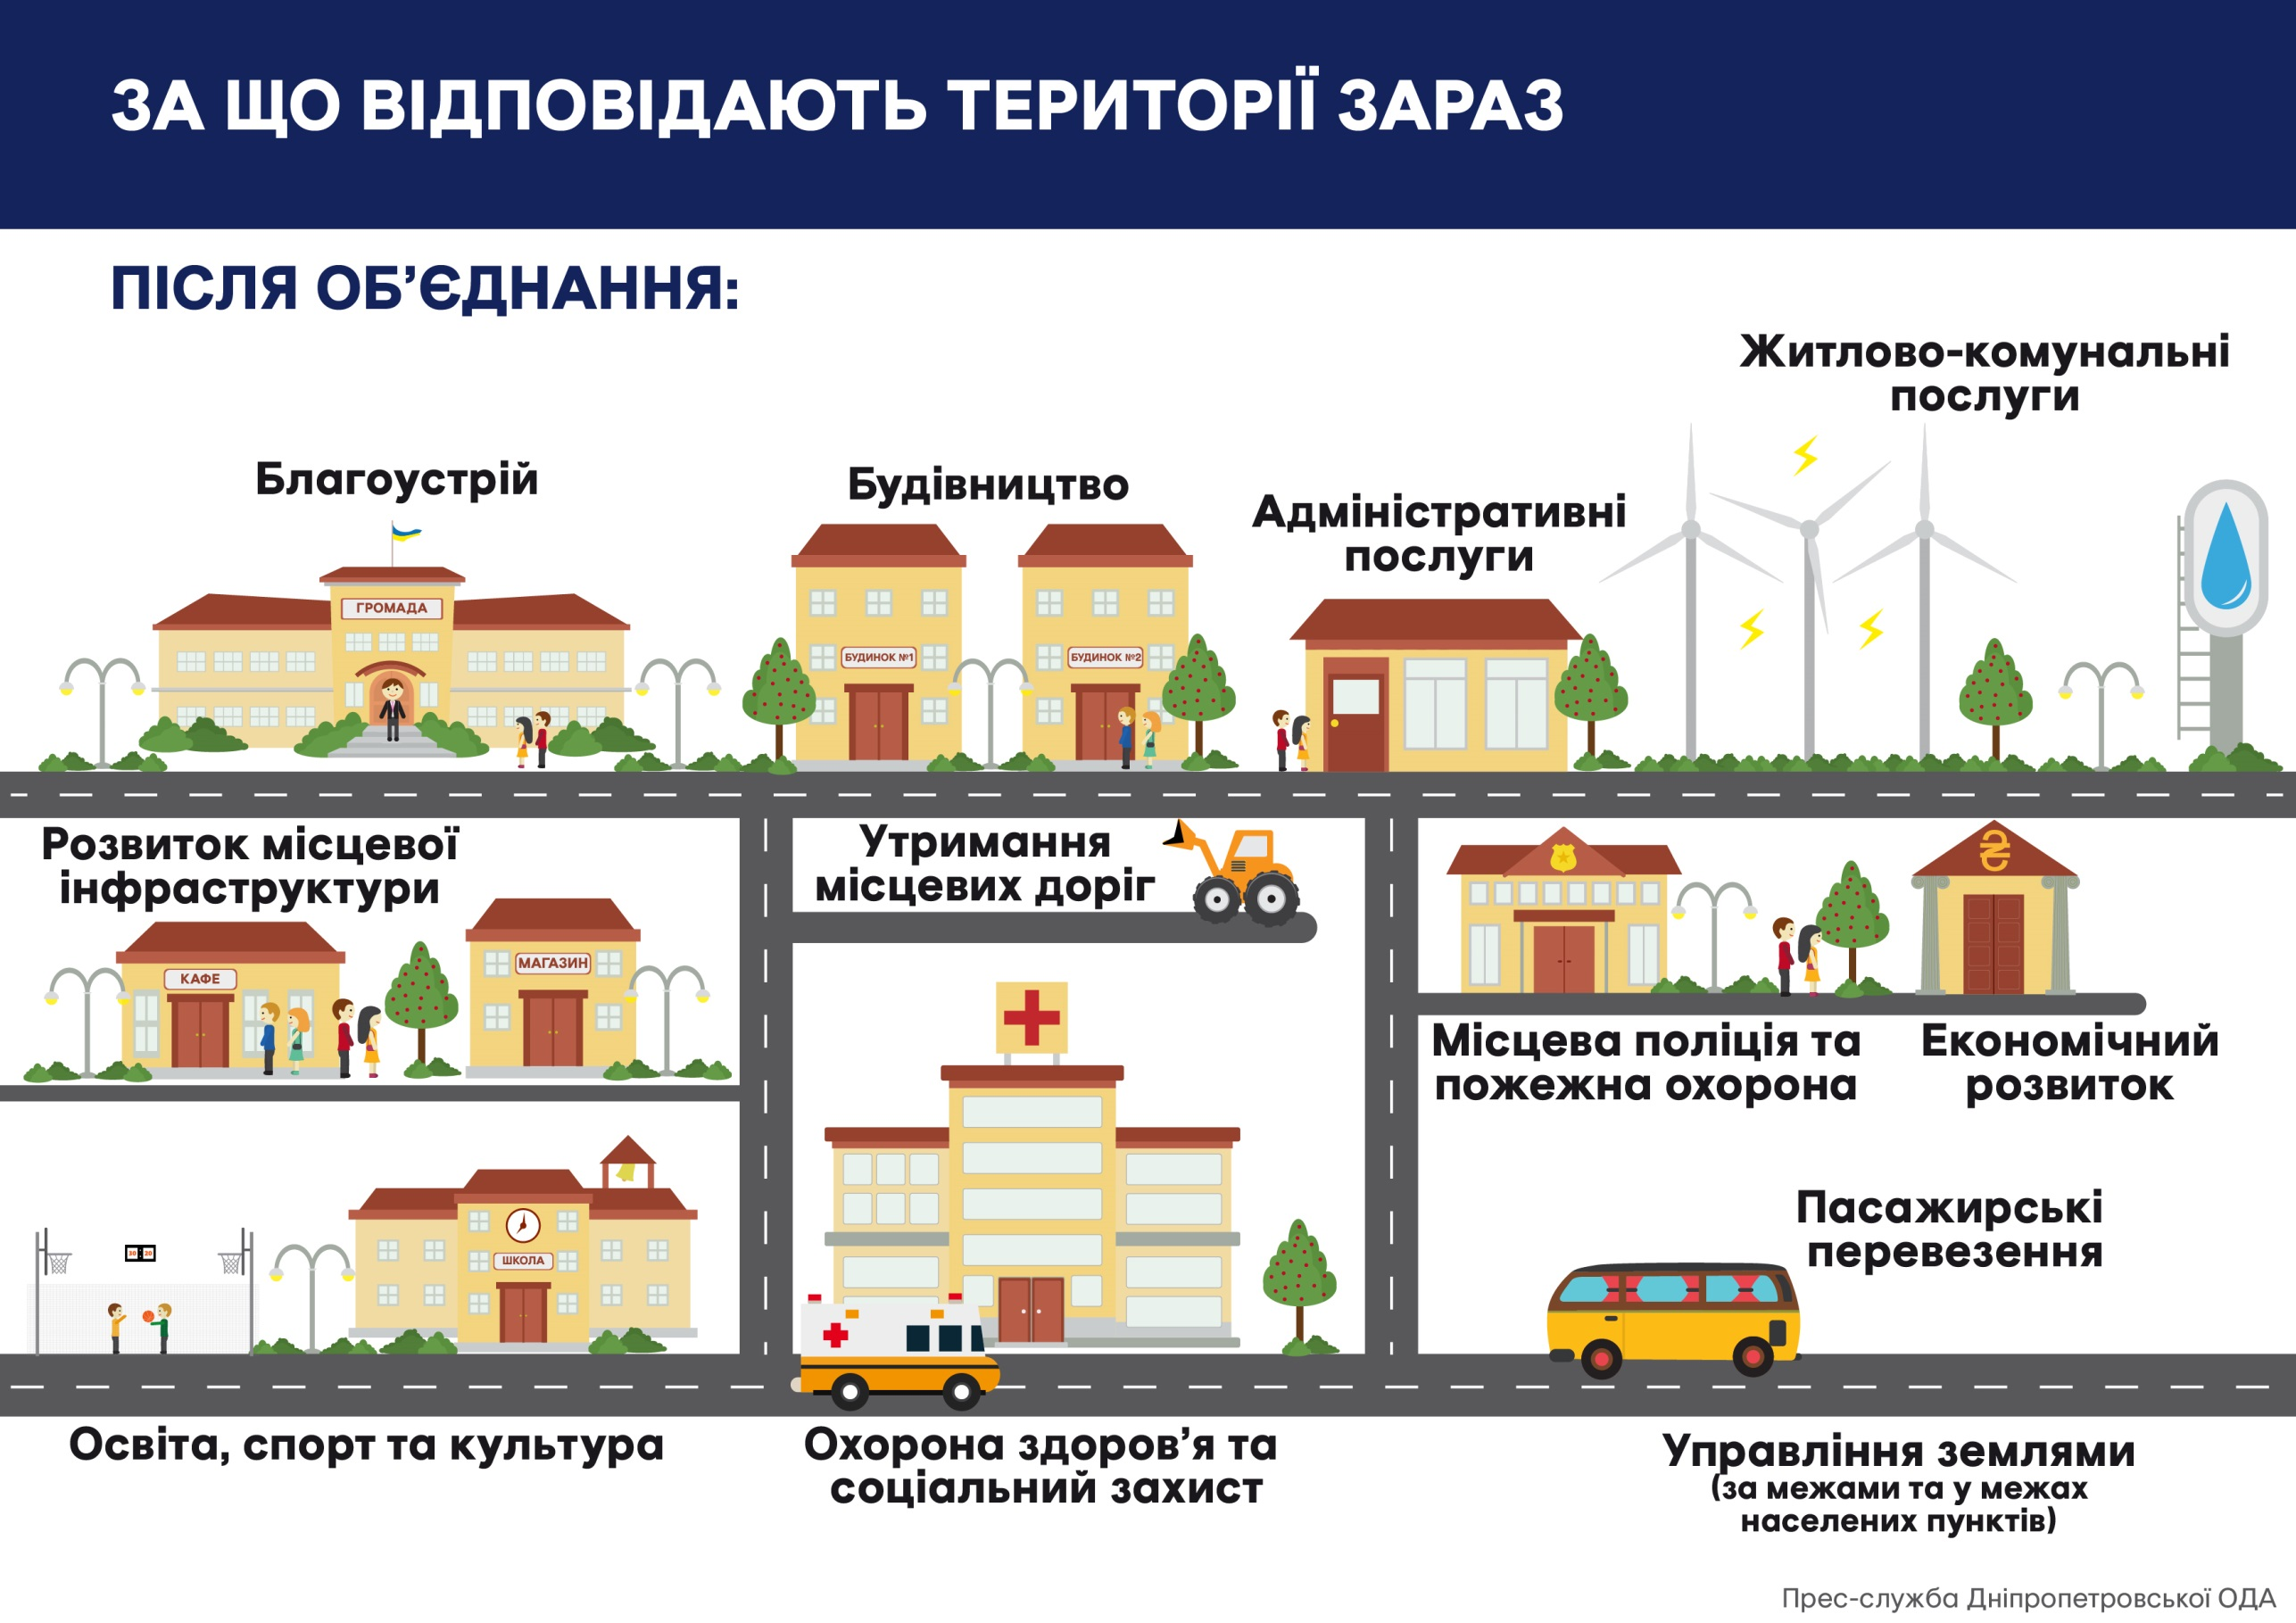 ЗА ЩО ВІДПОВІДАЮТЬ ТЕРИТОРІЇ ЗАРАЗ
ПІСЛЯ ОБ’ЄДНАННЯ:
Благоустрій
ГРОМАДА
Будівництво
БУДИНОК №1
БУДИНОК №2
Адміністративні
послуги
Житлово-комунальні
послуги
Розвиток місцевої
інфраструктури
КАФЕ
МАГАЗИН
Утримання
місцевих доріг
₴
Місцева поліція та
пожежна охорона
Економічний
розвиток
30:20
ШКОЛА
Пасажирські
перевезення
Освіта, спорт та культура
Охорона здоров’я та
соціальний захист
Управління землями
(за межами та у межах
населених пунктів)
Прес-служба Дніпропетровської ОДА